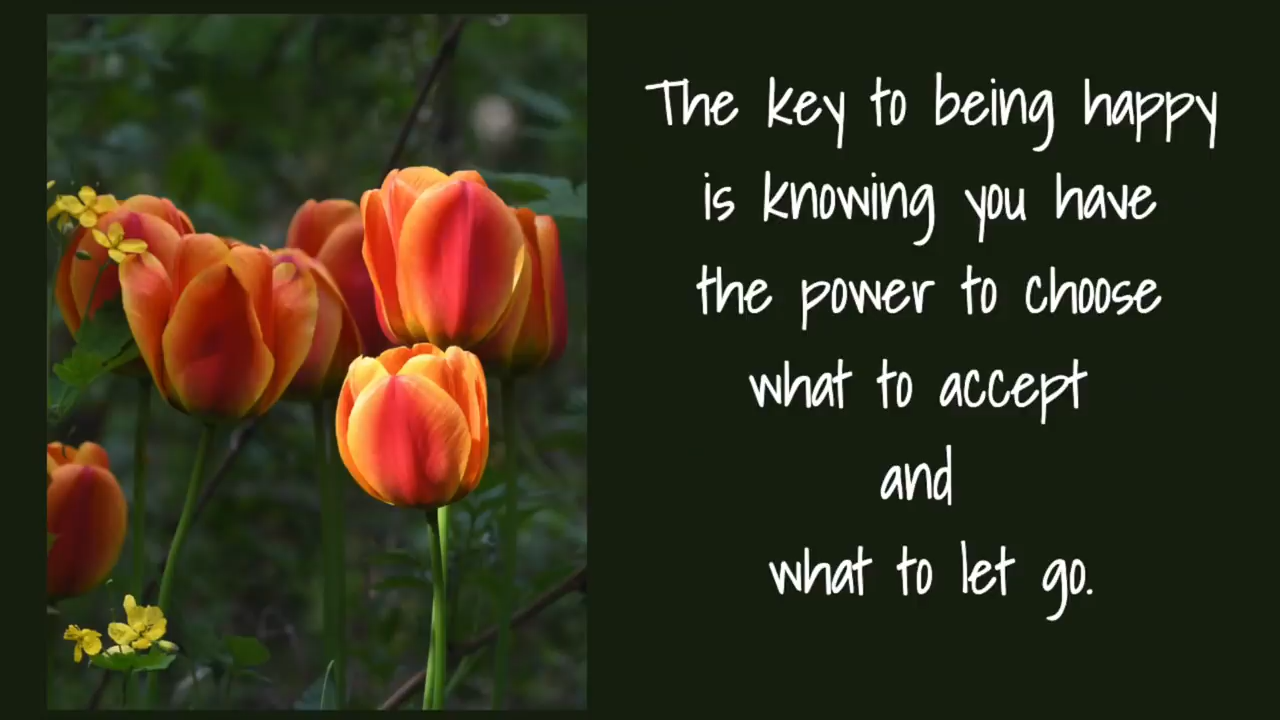 The key to being happy
is knowing you have
the power to choose
what to accept
and
what to let go.